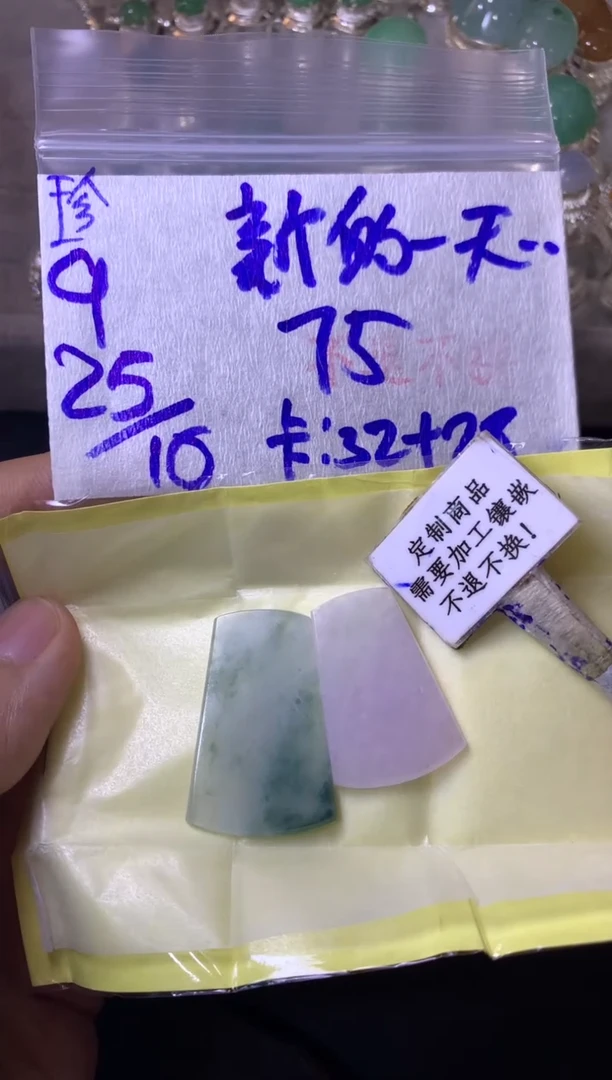 珍
9
25/10
新的一天..
75
卡:32+
定制商品
需要加工镶嵌
不退不换!